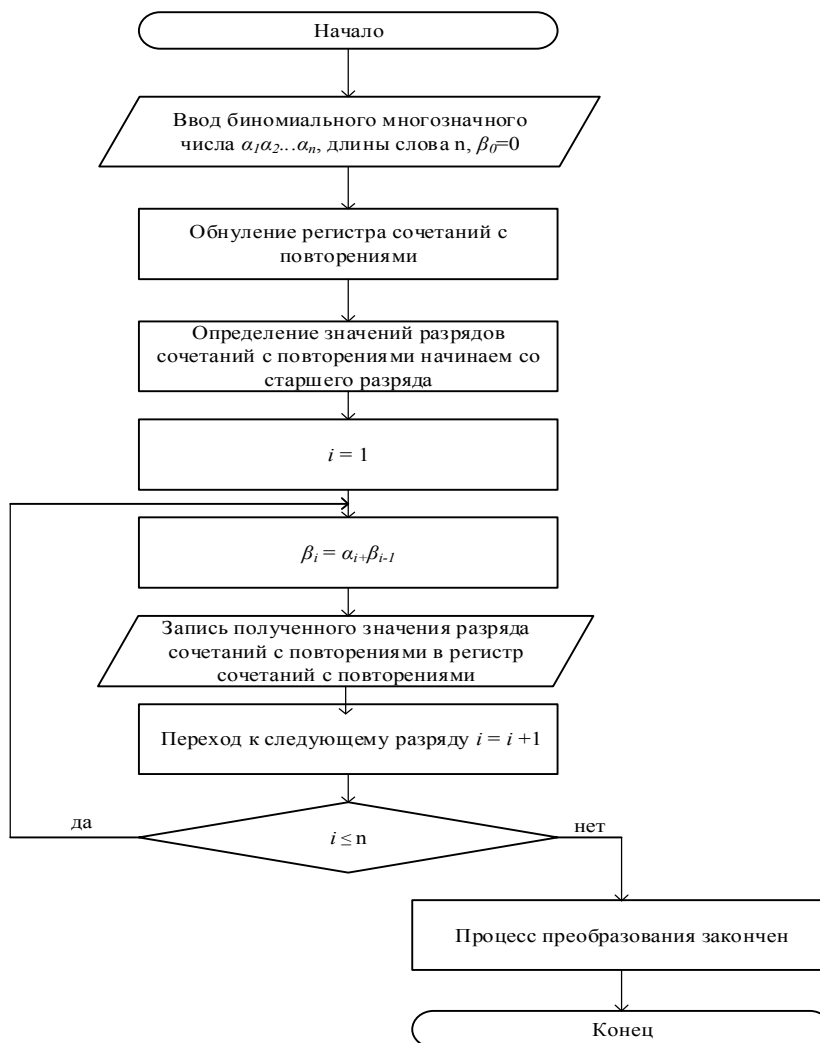 Начало
Ввод биномиального многозначного
числа α₁α₂...αₙ, длины слова n, β₀=0
Обнуление регистра сочетаний с
повторениями
Определение значений разрядов
сочетаний с повторениями начинаем со
старшего разряда
i = 1
βᵢ = αᵢ₊βᵢ₋₁
Запись полученного значения разряда
сочетаний с повторениями в регистр
сочетаний с повторениями
Переход к следующему разряду i = i +1
да
i ≤ n
нет
Процесс преобразования закончен
Конец